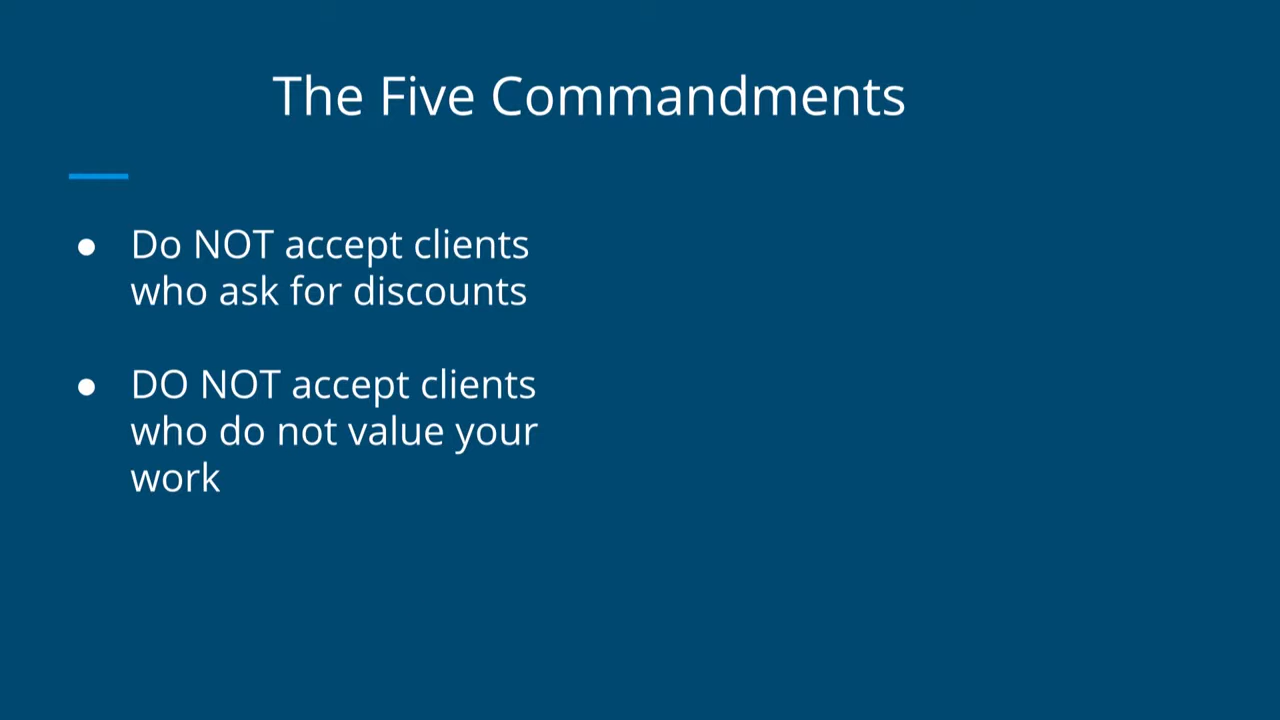 The Five Commandments
● Do NOT accept clients
who ask for discounts
● DO NOT accept clients
who do not value your
work